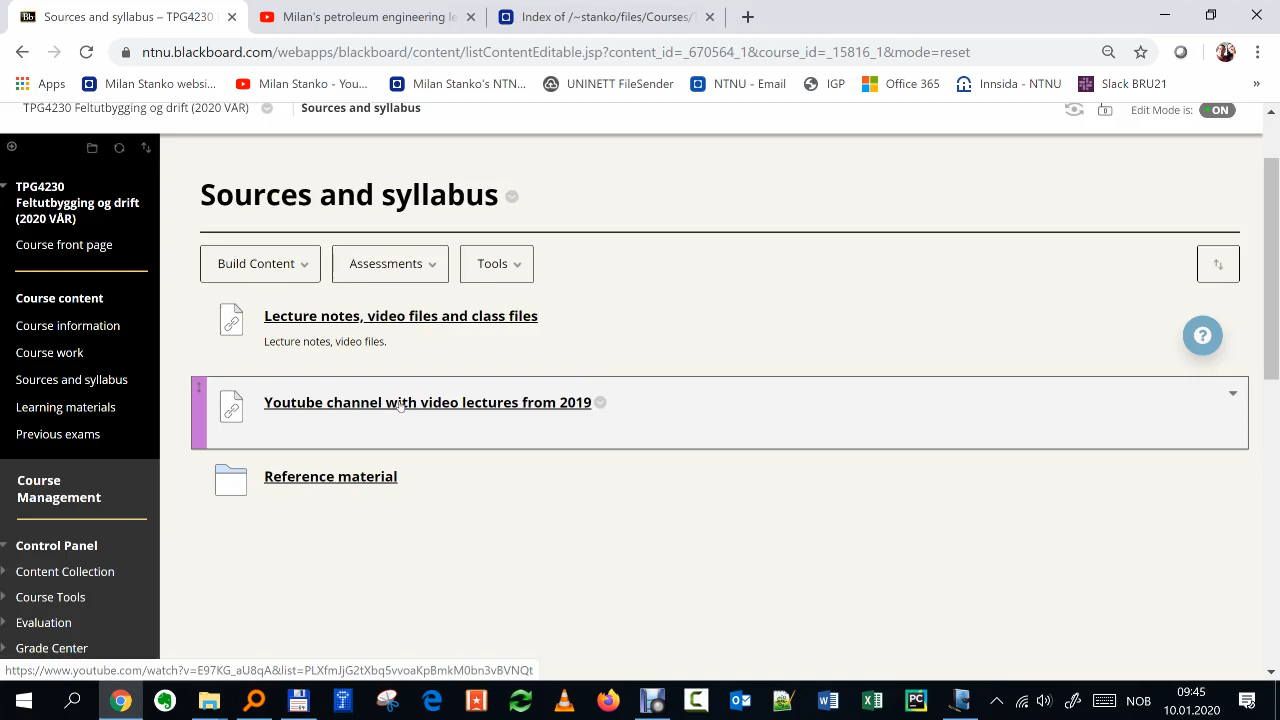 Sources and syllabus – TPG4230
Milan's petroleum engineering le
Index of /~stanko/files/Courses/T
ntnu.blackboard.com/webapps/blackboard/content/listContentEditable.jsp?content_id=_670564_1&course_id=_15816_1&mode=reset
Apps
Milan Stanko websi...
Milan Stanko - You...
Milan Stanko's NTN...
UNINETT FileSender
NTNU - Email
IGP
Office 365
Innsida - NTNU
Slack BRU21
»
TPG4230 Feltutbygging og drift (2020 VÅR)
Sources and syllabus
Edit Mode is:
ON
TPG4230
Feltutbygging og drift
(2020 VÅR)
Course front page
Course content
Course information
Course work
Sources and syllabus
Learning materials
Previous exams
Course
Management
Control Panel
Content Collection
Course Tools
Evaluation
Grade Center
Sources and syllabus
Build Content
Assessments
Tools
Lecture notes, video files and class files
Lecture notes, video files.
Youtube channel with video lectures from 2019
Reference material
?
https://www.youtube.com/watch?v=E97KG_aU8qA&list=PLXfmJjG2tXbq5vvoaKpBmkM0bn3vBVNQt
NOB
09:45
10.01.2020